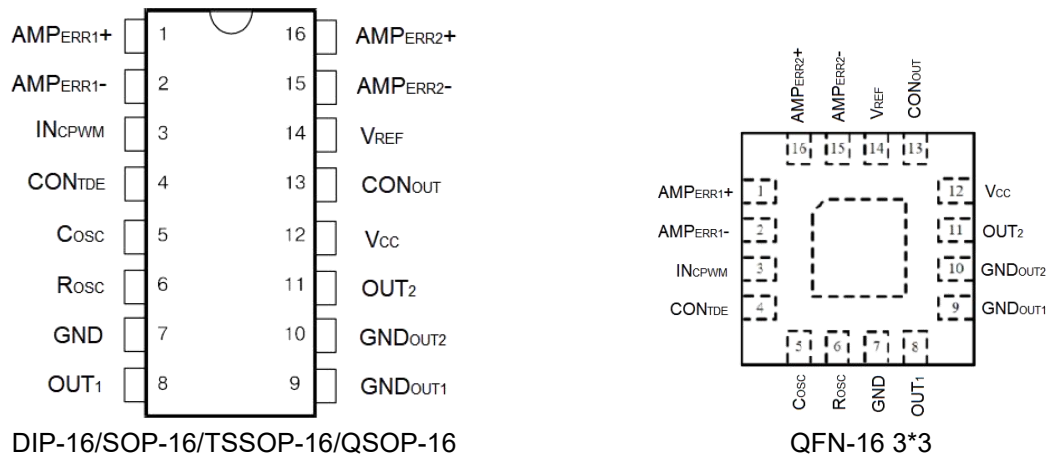 AMPERR1+ 1 16 AMPERR2+
AMPERR1- 2 15 AMPERR2-
INCPWM 3 14 VREF
CONTDE 4 13 CONOUT
COSC 5 12 VCC
ROSC 6 11 OUT2
GND 7 10 GNDOUT2
OUT1 8 9 GNDOUT1
DIP-16/SOP-16/TSSOP-16/QSOP-16
AMPERR2+ AMPERR2- VREF CONOUT
16 15 14 13
AMPERR1+ 1 12 VCC
AMPERR1- 2 11 OUT2
INCPWM 3 10 GNDOUT2
CONTDE 4 9 GNDOUT1
5 6 7 8
COSC ROSC GND OUT1
QFN-16 3*3